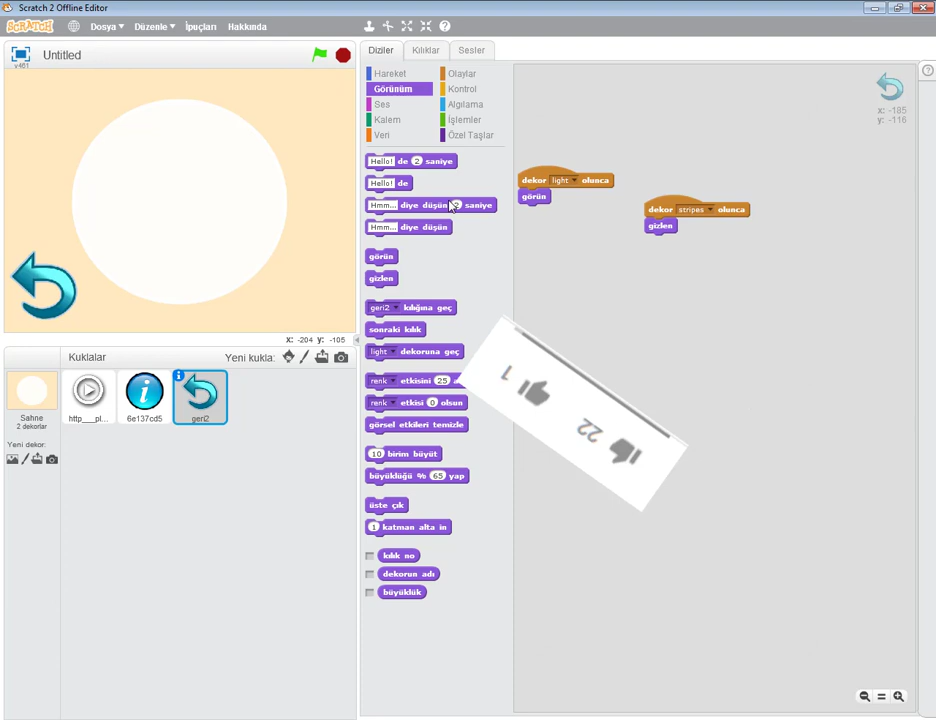 Scratch 2 Offline Editor
SCRATCH Dosya Düzenle İpuçları Hakkında
v461 Untitled
Diziler Kılıklar Sesler
Hareket Olaylar
Görünüm Kontrol
Ses Algılama
Kalem İşlemler
Veri Özel Taşlar
Hello! de 2 saniye
Hello! de
Hmm... diye düşün 2 saniye
Hmm... diye düşün
görün
gizlen
geri2 kılığına geç
sonraki kılık
light dekoruna geç
renk etkisini 25
renk etkisi 0 olsun
görsel etkileri temizle
10 birim büyüt
büyüklüğü % 65 yap
üste çık
1 katman alta in
kılık no
dekorun adı
büyüklük
x: -185
y: -116
dekor light olunca
görün
dekor stripes olunca
gizlen
1
22
x: -204 y: -105
Kuklalar Yeni kukla:
Sahne
2 dekorlar
Yeni dekor:
http___pl...
6e137cd5
geri2